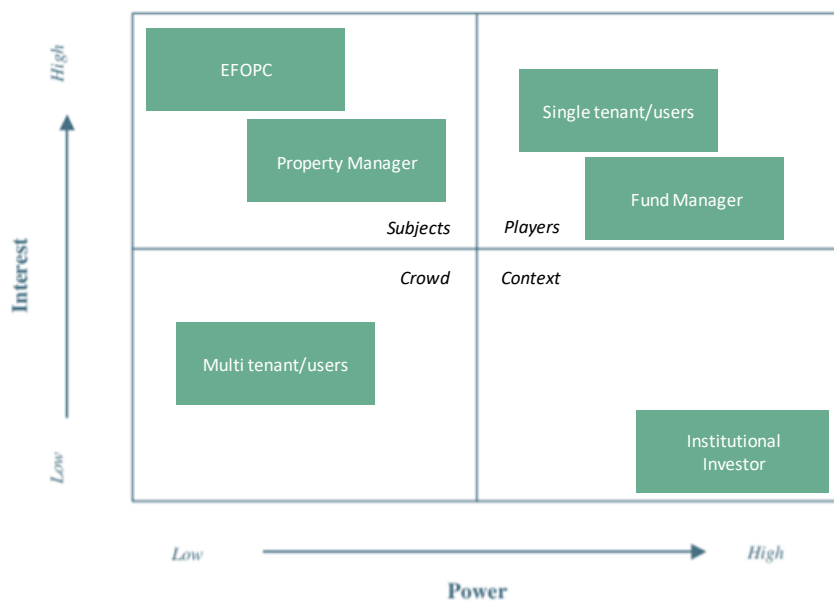 High
EFOPC
Single tenant/users
Property Manager
Fund Manager
Subjects
Players
Interest
Crowd
Context
Multi tenant/users
Institutional
Investor
Low
Low
High
Power